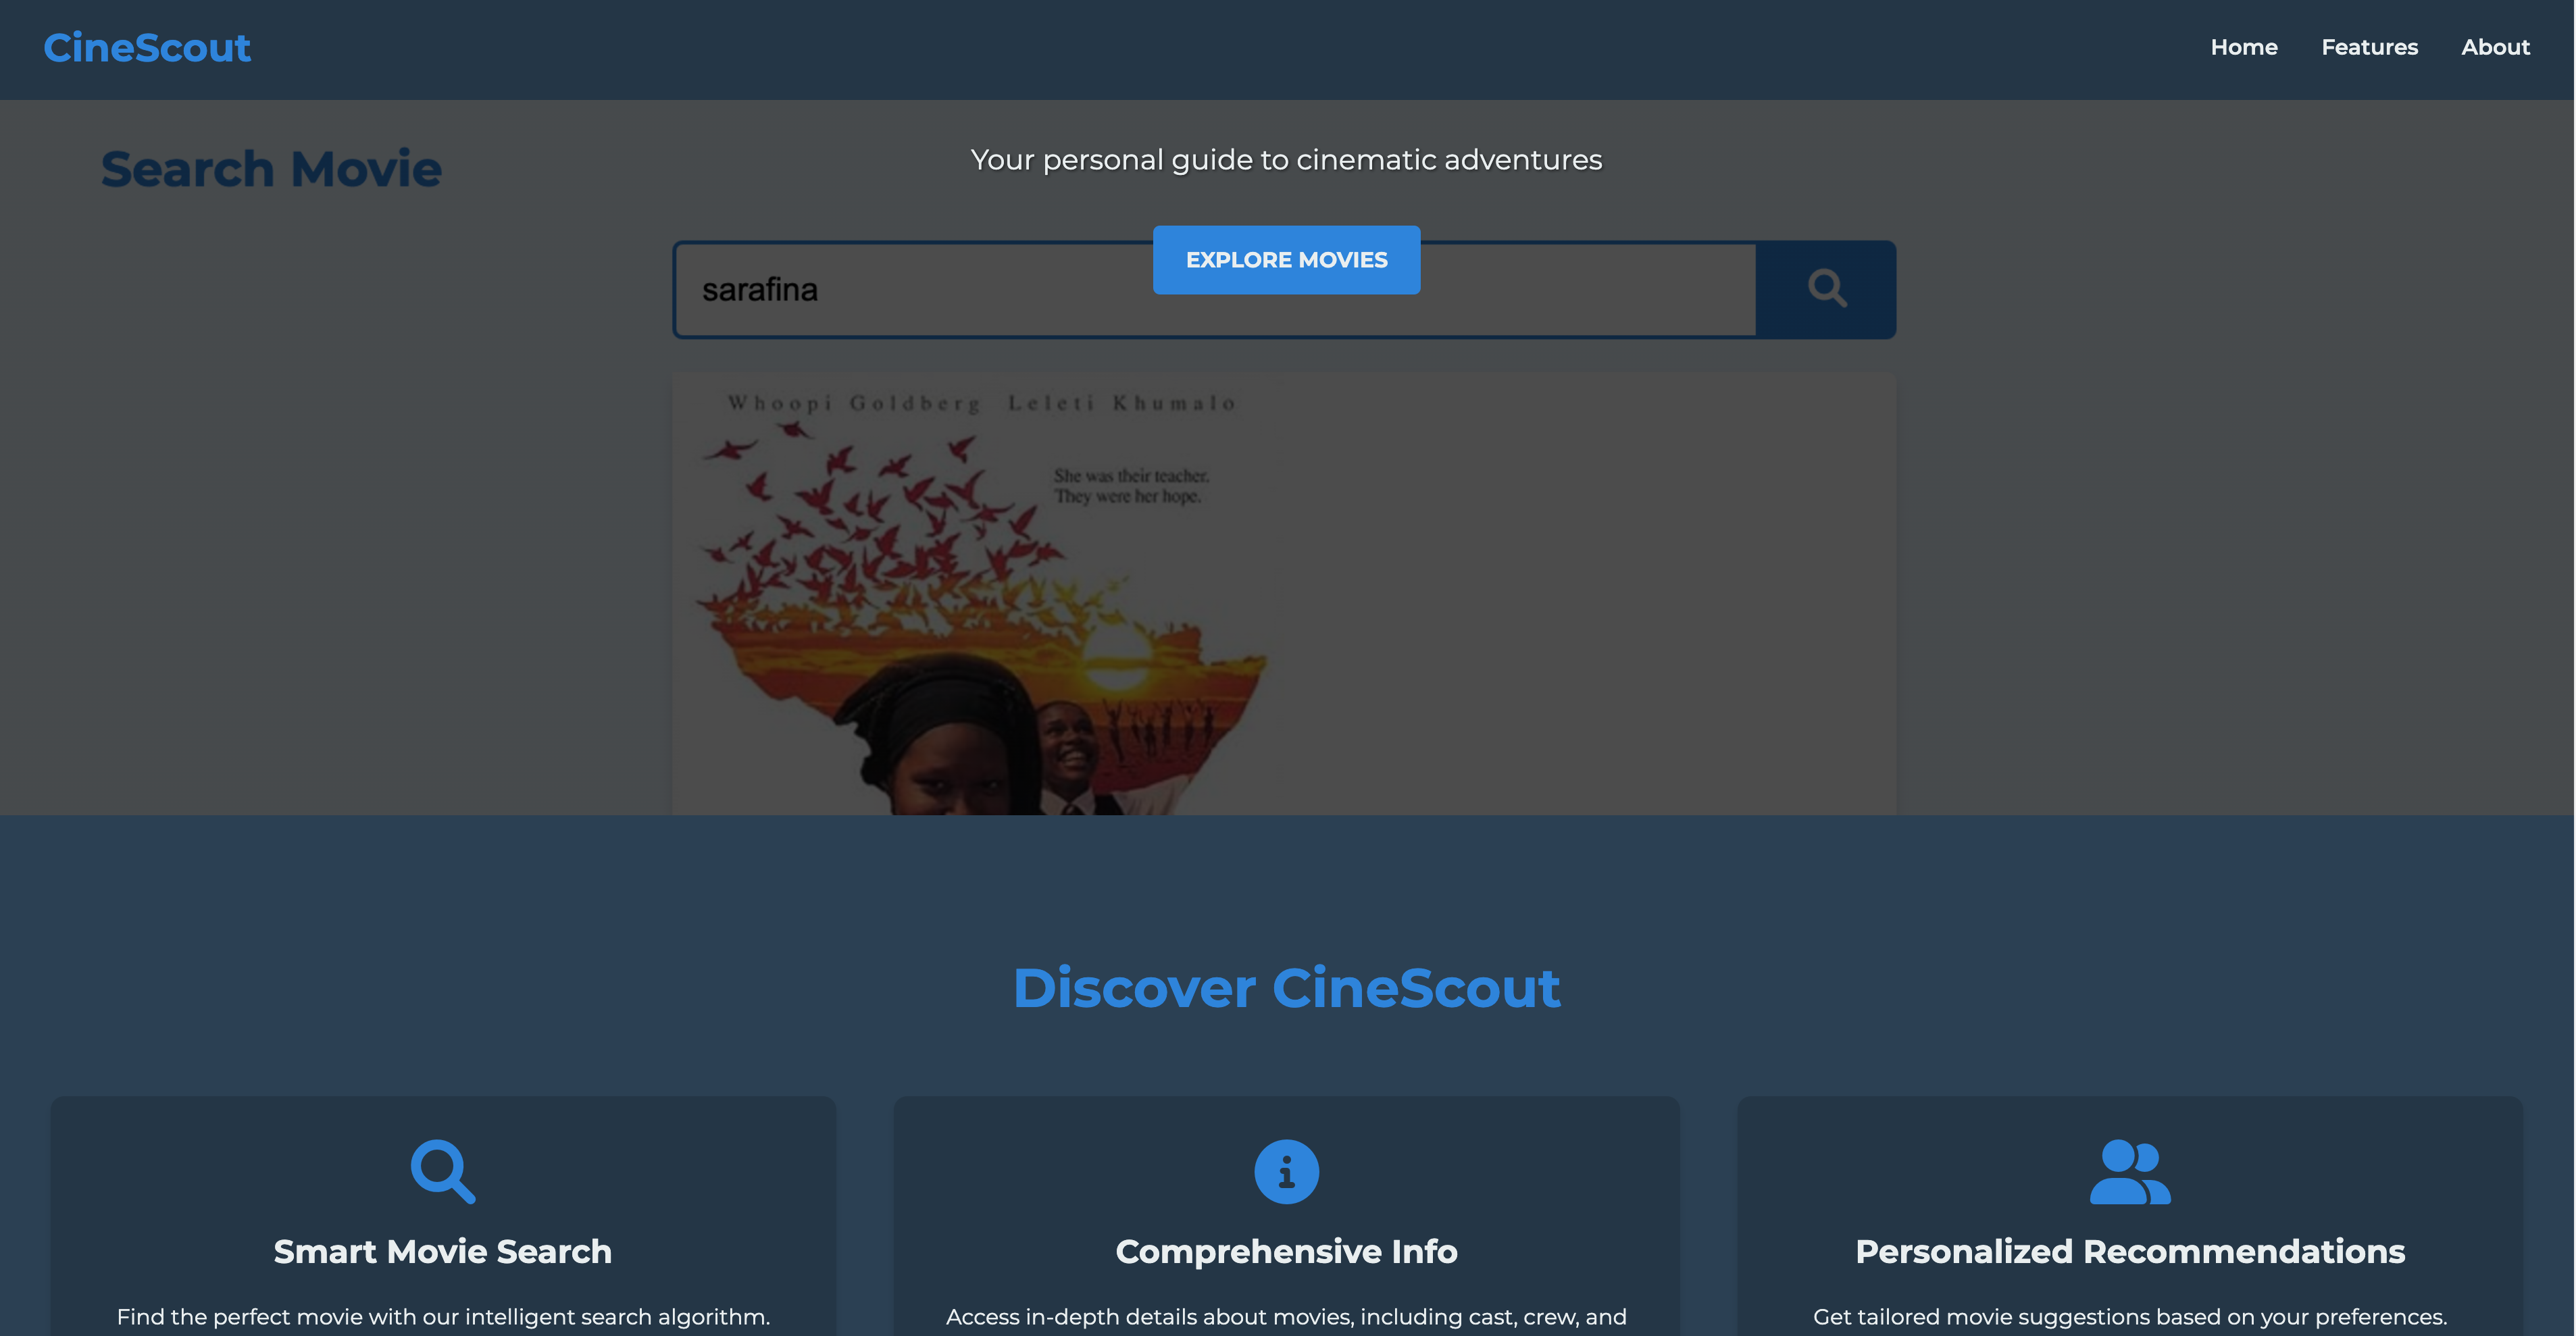 CineScout
Home Features About
Search Movie
Your personal guide to cinematic adventures
EXPLORE MOVIES
sarafina
Whoopi Goldberg Leleti Khumalo
She was their teacher.
They were her hope.
Discover CineScout
Smart Movie Search
Find the perfect movie with our intelligent search algorithm.
Comprehensive Info
Access in-depth details about movies, including cast, crew, and
Personalized Recommendations
Get tailored movie suggestions based on your preferences.